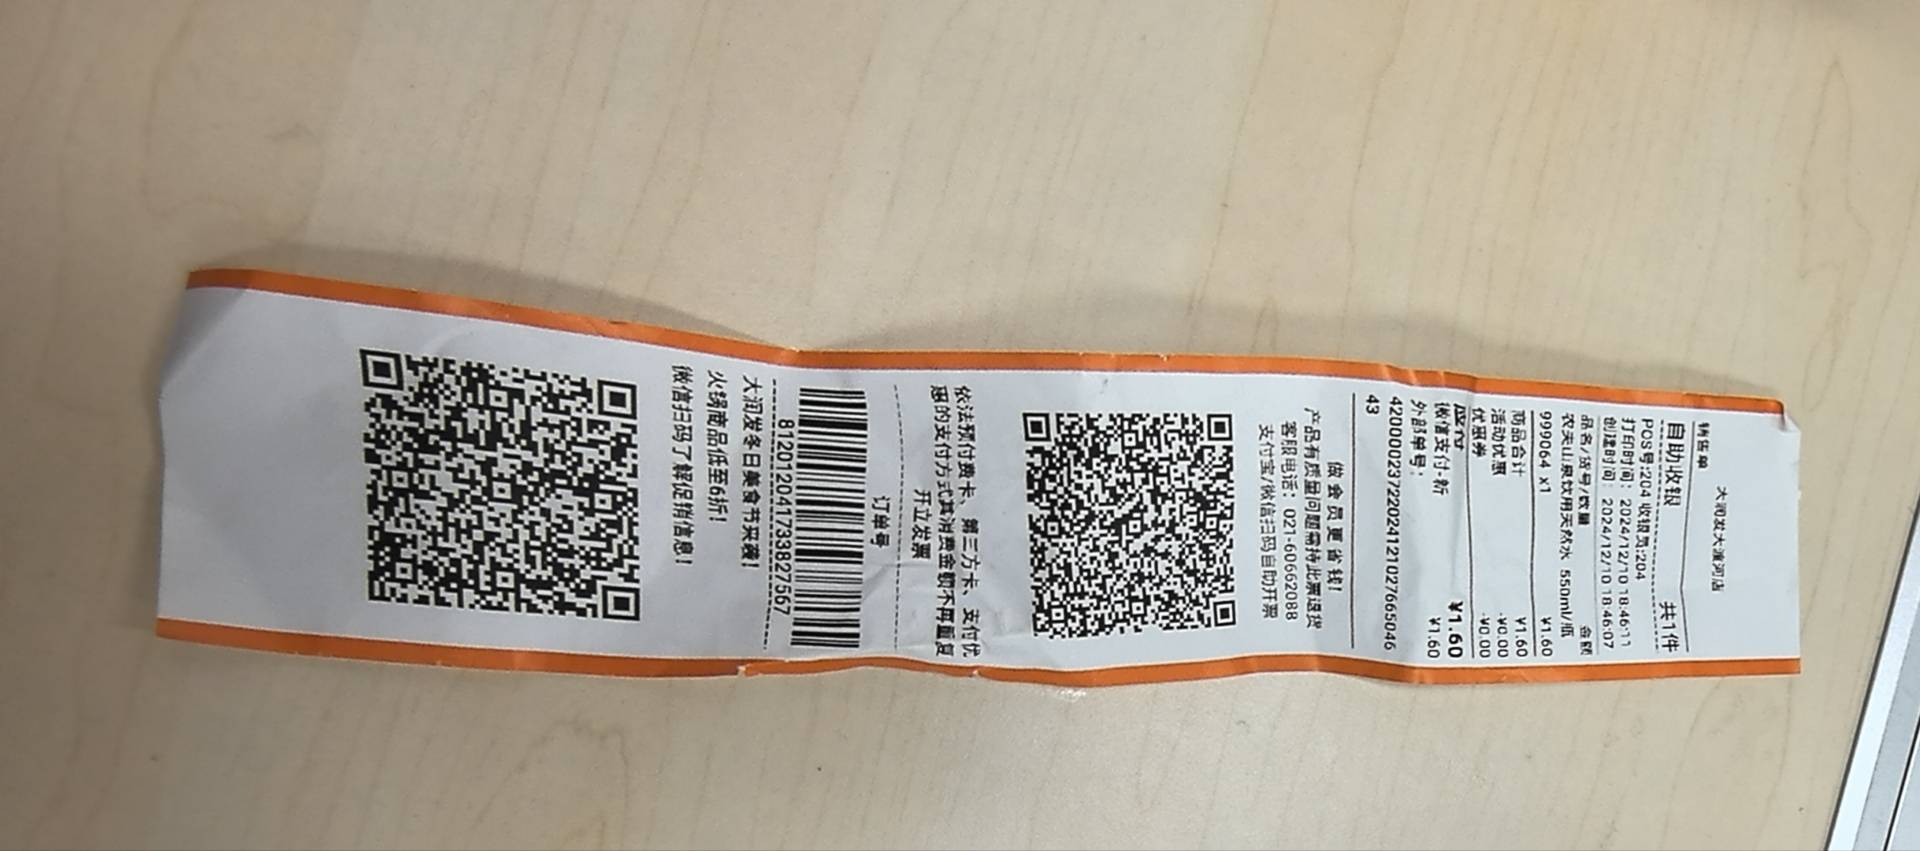 大润发大渡河店
销售单
自助收银 共1件
POS号:204 收银员:204
打印时间：2024/12/10 18:46:11
创建时间：2024/12/10 18:46:07
品名/货号/数量 金额
农夫山泉饮用天然水 550ml/瓶
999064 x1 ¥1.60
商品合计 ¥1.60
活动优惠 -¥0.00
优惠券 -¥0.00
应付 ¥1.60
微信支付-新 ¥1.60
外部单号：
42000023722024121027665046
43
做会员更省钱！
产品有质量问题需持此票退货
客服电话：021-60662088
支付宝/微信扫码自助开票
依法预付费卡、第三方卡、支付优
惠的支付方式其消费金额不再重复
开立发票
订单号
812012041733827567
大润发冬日美食节来袭！
火锅商品低至6折！
微信扫码了解促销信息！